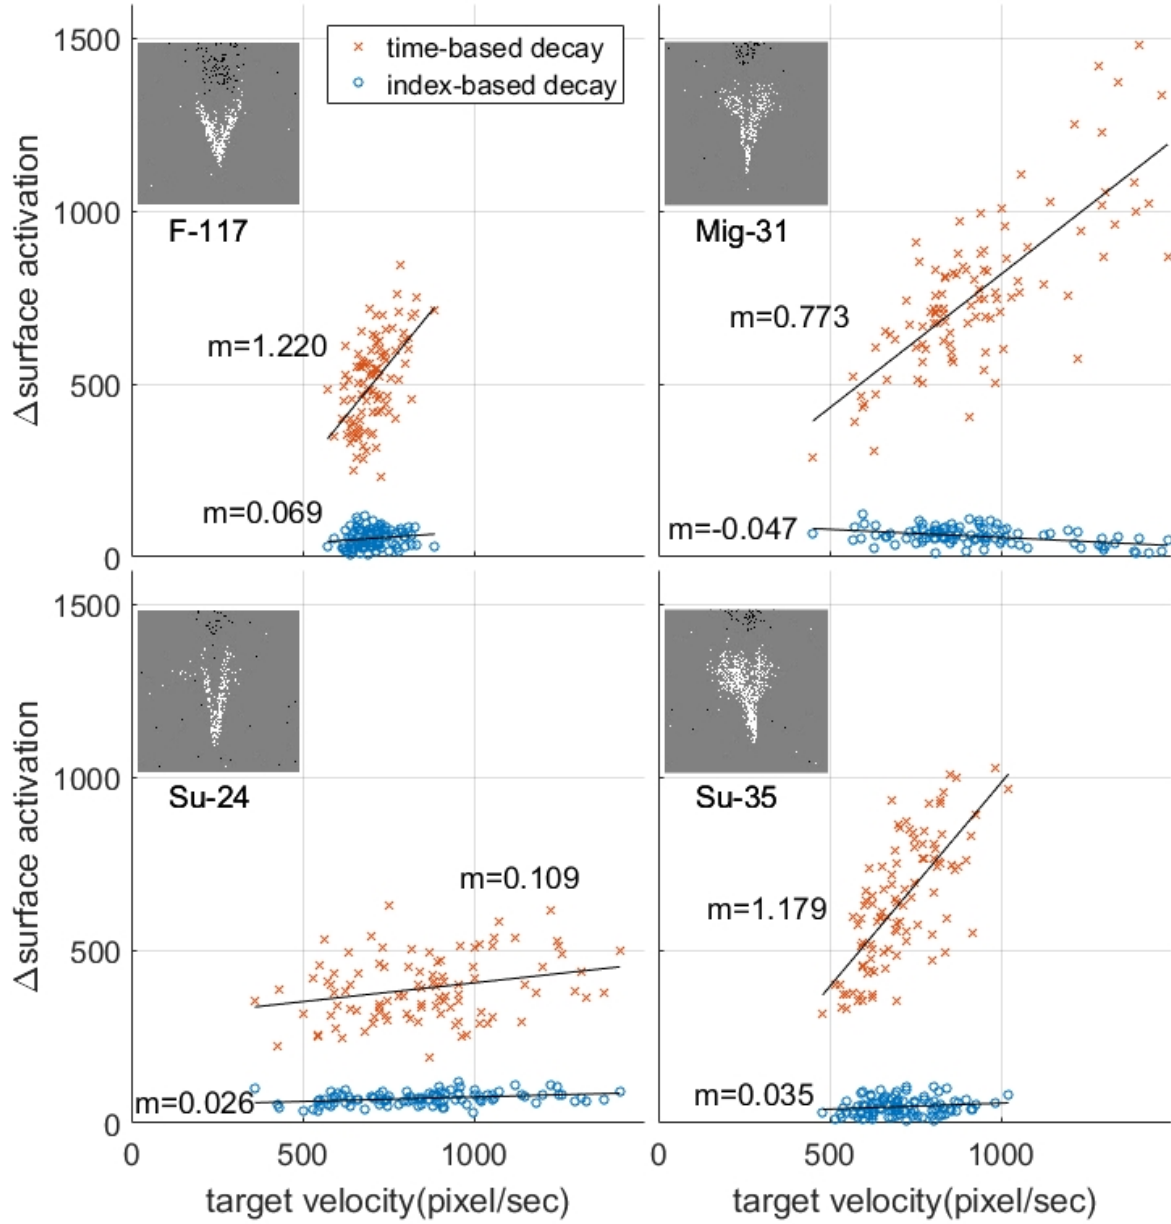 1500
1000
500
0
Δsurface activation
time-based decay
index-based decay
F-117
m=1.220
m=0.069
Mig-31
m=0.773
m=-0.047
1500
1000
500
0
Δsurface activation
Su-24
m=0.109
m=0.026
Su-35
m=1.179
m=0.035
0 500 1000
0 500 1000
target velocity(pixel/sec)
target velocity(pixel/sec)